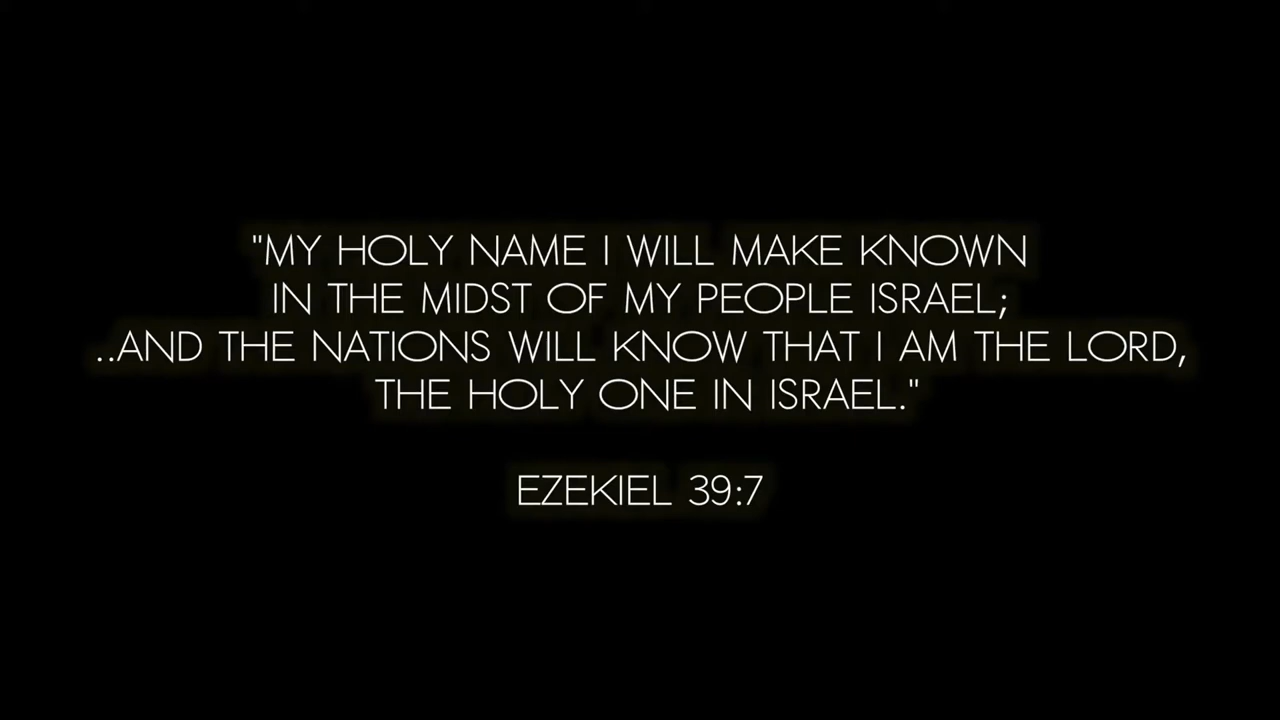 "MY HOLY NAME I WILL MAKE KNOWN
IN THE MIDST OF MY PEOPLE ISRAEL;
..AND THE NATIONS WILL KNOW THAT I AM THE LORD,
THE HOLY ONE IN ISRAEL."
EZEKIEL 39:7